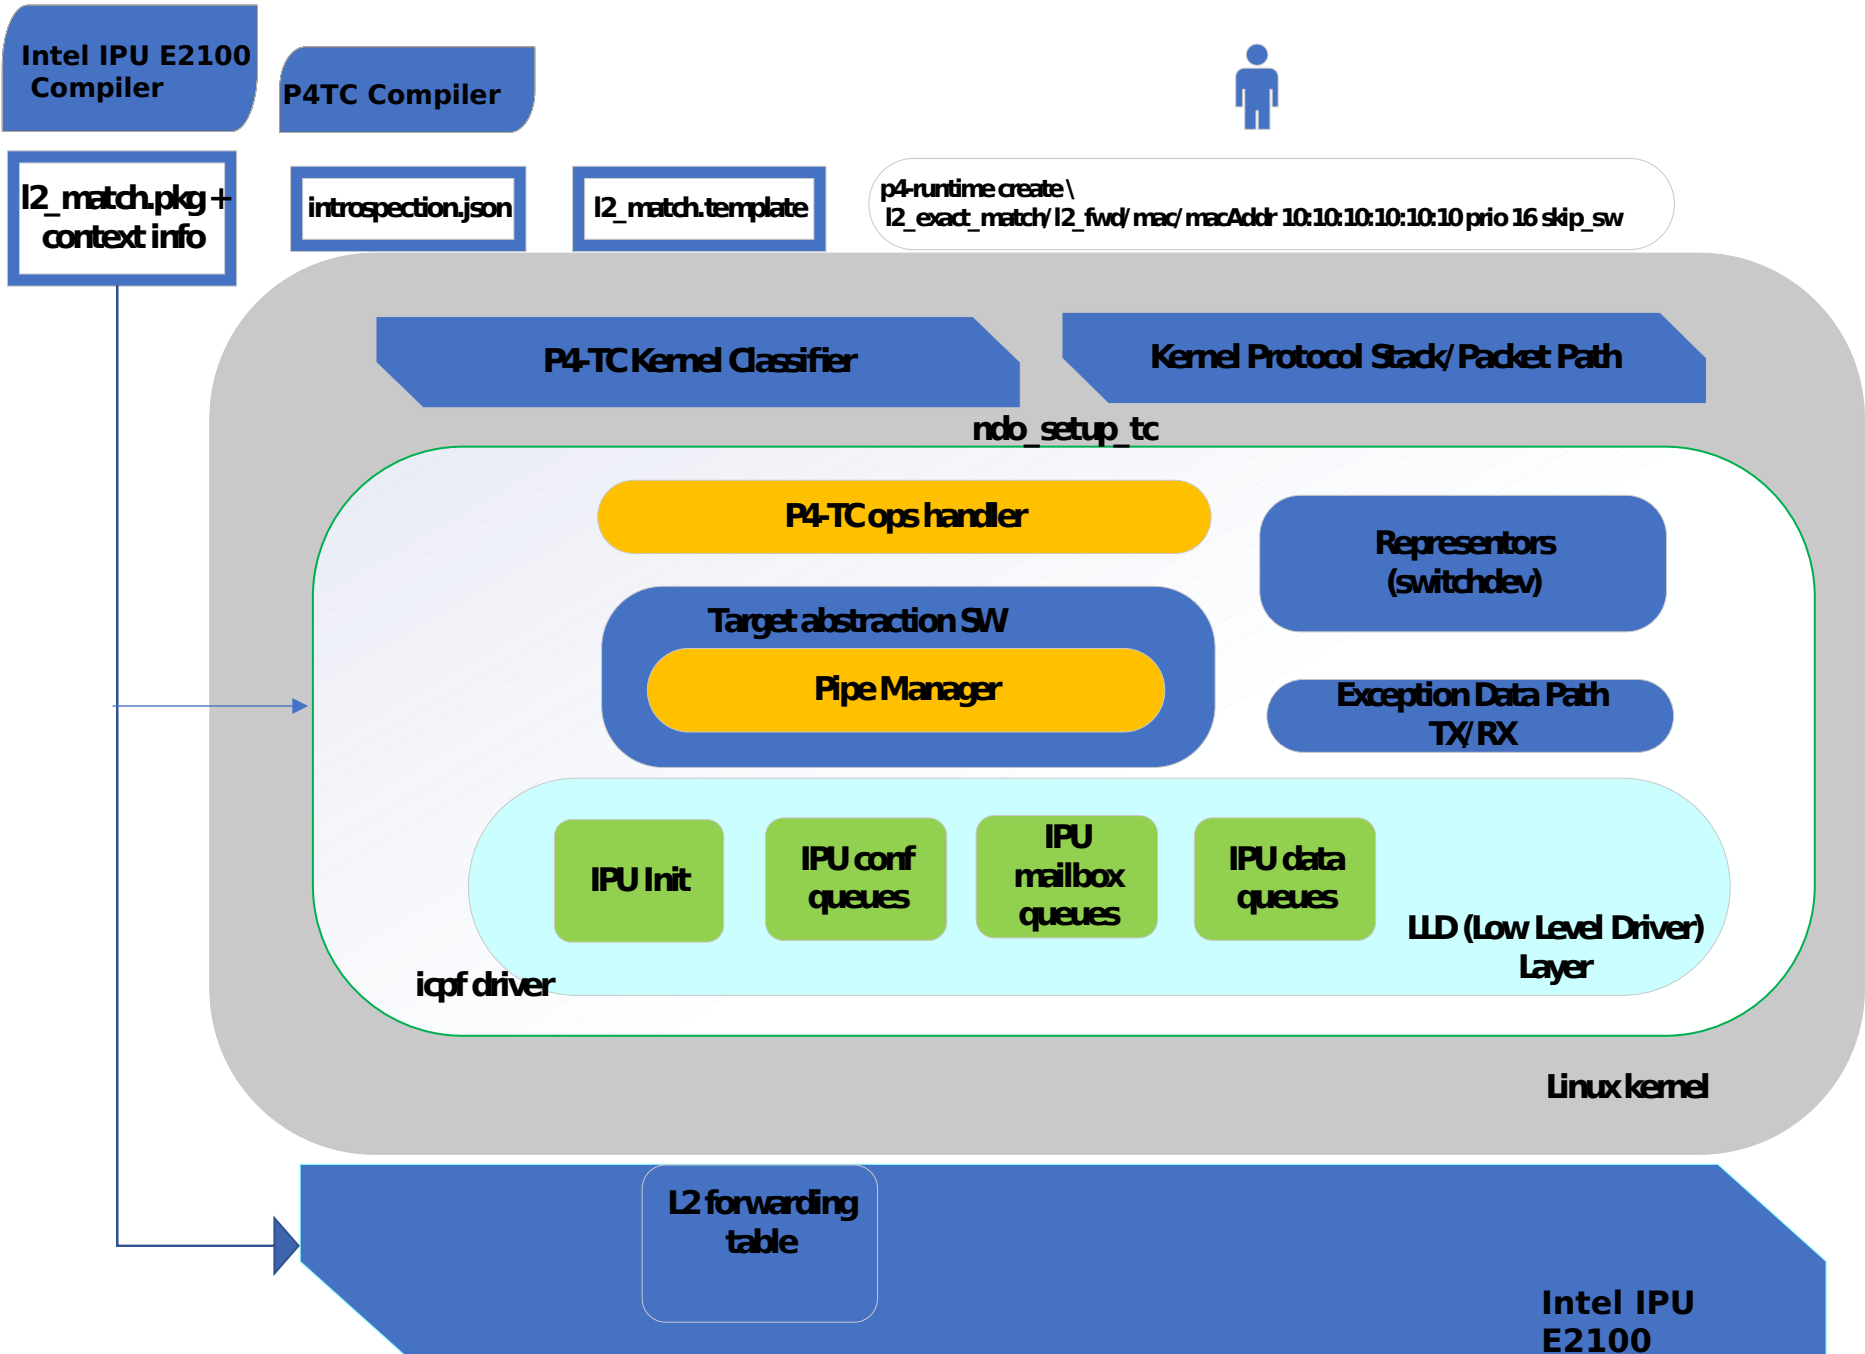 Intel IPU E2100
Compiler
P4TC Compiler
l2_match.pkg +
context info
introspection.json
l2_match.template
p4-runtime create \
l2_exact_match/l2_fwd/mac/macAddr 10:10:10:10:10:10 prio 16 skip_sw
P4-TC Kernel Classifier
Kernel Protocol Stack/Packet Path
ndo_setup_tc
P4-TC ops handler
Representors
(switchdev)
Target abstraction SW
Pipe Manager
Exception Data Path
TX/RX
IPU Init
IPU conf
queues
IPU
mailbox
queues
IPU data
queues
LLD (Low Level Driver)
Layer
icpf driver
Linux kernel
L2 forwarding
table
Intel IPU
E2100